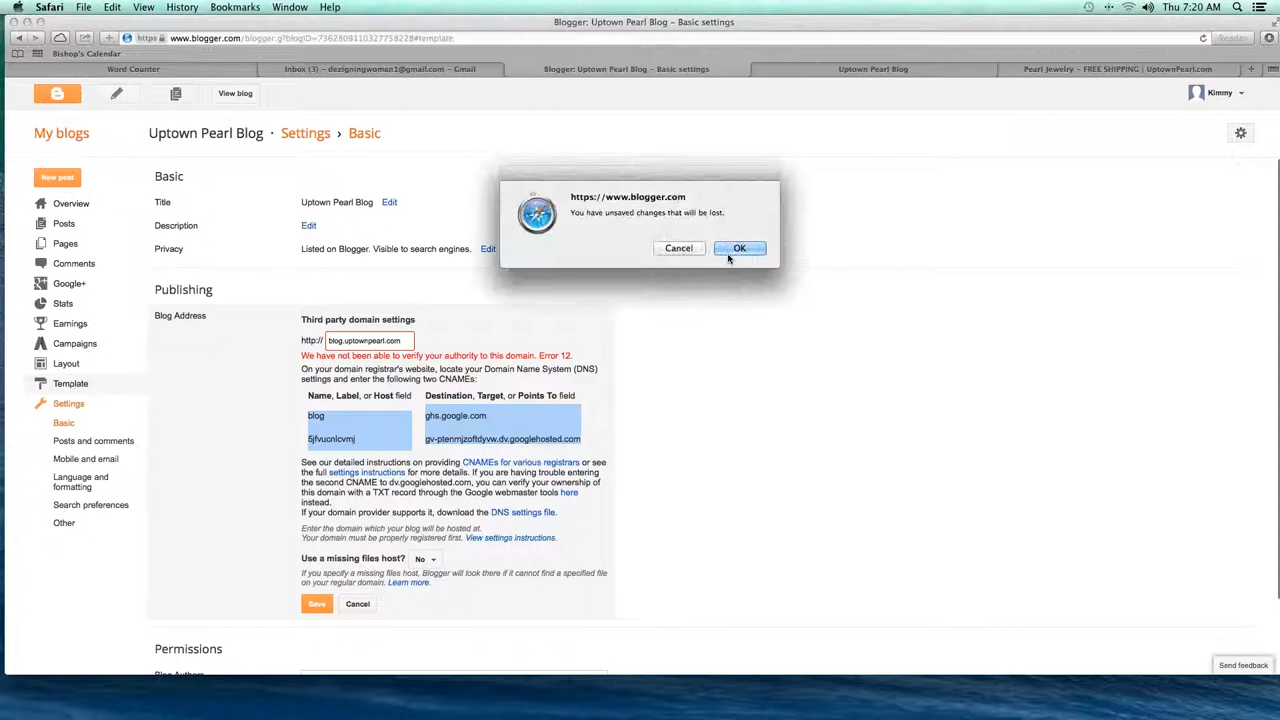 Safari File Edit View History Bookmarks Window Help Thu 7:20 AM
Blogger: Uptown Pearl Blog – Basic settings
https www.blogger.com/blogger.g?blogID=7362809110327758228#template Reader
Bishop's Calendar
Word Counter Inbox (3) – dezigningwoman1@gmail.com – Gmail Blogger: Uptown Pearl Blog – Basic settings Uptown Pearl Blog Pearl Jewelry – FREE SHIPPING | UptownPearl.com
View blog Kimmy
My blogs Uptown Pearl Blog · Settings › Basic
New post
Overview
Posts
Pages
Comments
Google+
Stats
Earnings
Campaigns
Layout
Template
Settings
Basic
Posts and comments
Mobile and email
Language and
formatting
Search preferences
Other
Basic
Title Uptown Pearl Blog Edit
Description Edit
Privacy Listed on Blogger. Visible to search engines. Edit
https://www.blogger.com
You have unsaved changes that will be lost.
Cancel OK
Publishing
Blog Address
Third party domain settings
http:// blog.uptownpearl.com
We have not been able to verify your authority to this domain. Error 12.
On your domain registrar's website, locate your Domain Name System (DNS)
settings and enter the following two CNAMEs:
Name, Label, or Host field Destination, Target, or Points To field
blog ghs.google.com
5jfvucnlcvmj gv-ptenmjzoftdyvw.dv.googlehosted.com
See our detailed instructions on providing CNAMEs for various registrars or see
the full settings instructions for more details. If you are having trouble entering
the second CNAME to dv.googlehosted.com, you can verify your ownership of
this domain with a TXT record through the Google webmaster tools here
instead.
If your domain provider supports it, download the DNS settings file.
Enter the domain which your blog will be hosted at.
Your domain must be properly registered first. View settings instructions.
Use a missing files host? No
If you specify a missing files host, Blogger will look there if it cannot find a specified file
on your regular domain. Learn more.
Save Cancel
Permissions
Send feedback